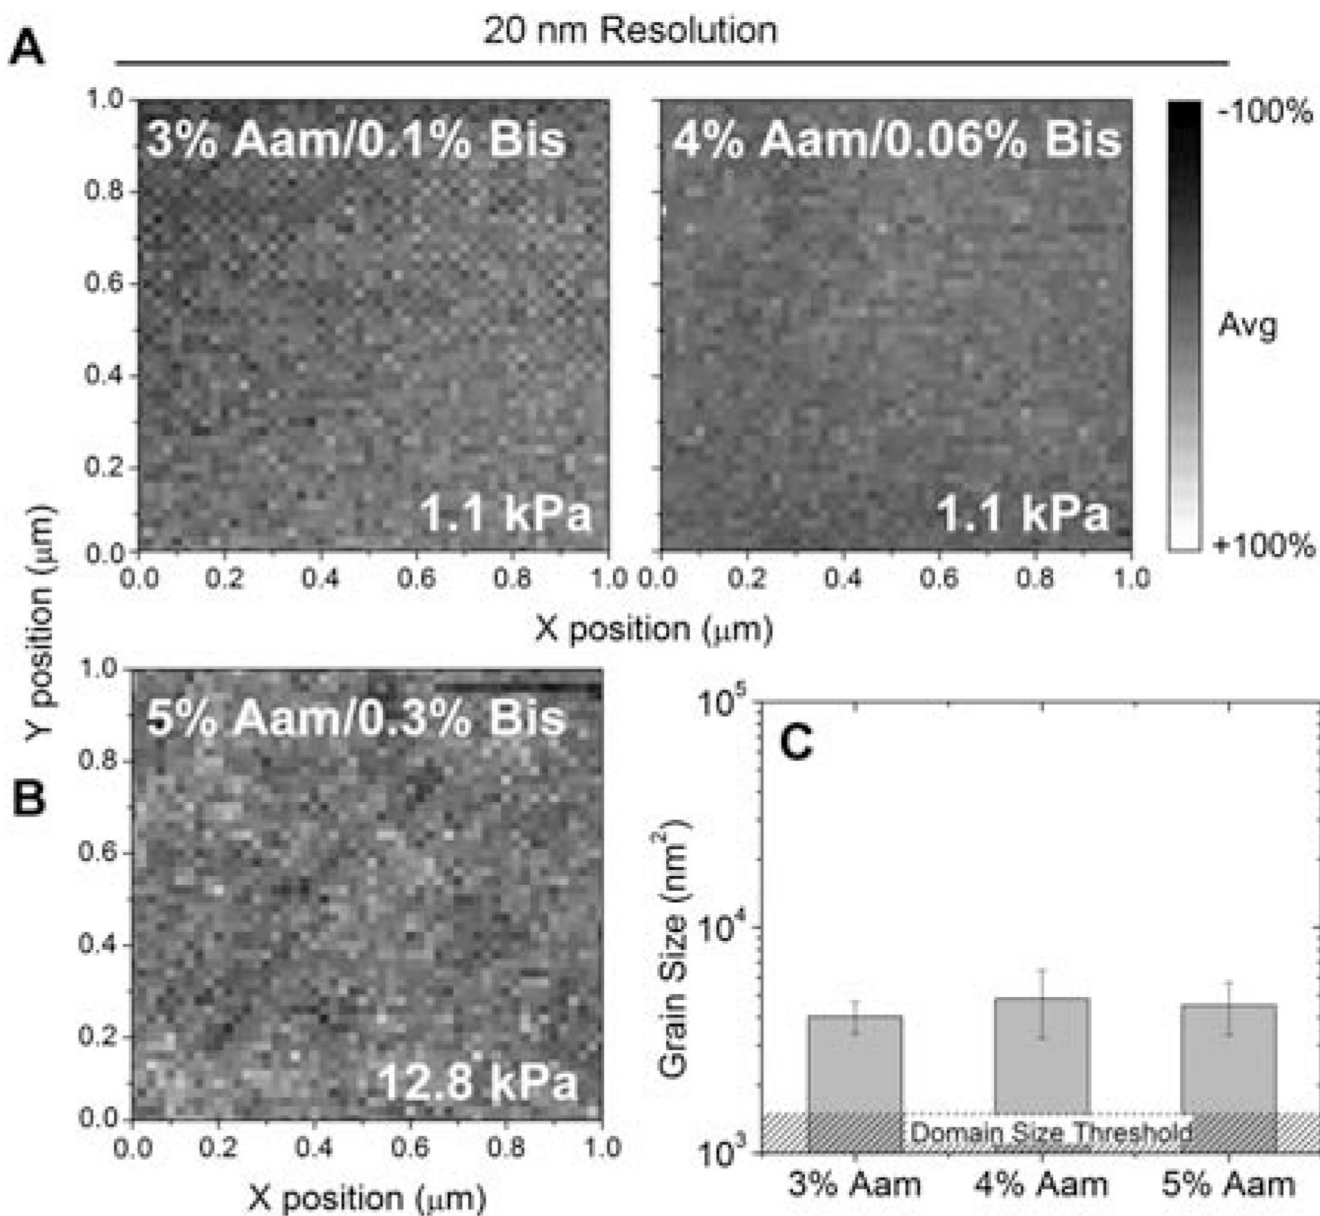 A
20 nm Resolution
3% Aam/0.1% Bis
4% Aam/0.06% Bis
1.1 kPa
1.1 kPa
1.0
0.8
0.6
0.4
0.2
0.0
0.0 0.2 0.4 0.6 0.8 1.0
0.0 0.2 0.4 0.6 0.8 1.0
-100%
Avg
+100%
X position (μm)
Y position (μm)
B
5% Aam/0.3% Bis
12.8 kPa
1.0
0.8
0.6
0.4
0.2
0.0
0.0 0.2 0.4 0.6 0.8 1.0
X position (μm)
C
Grain Size (nm²)
10⁵
10⁴
10³
Domain Size Threshold
3% Aam 4% Aam 5% Aam